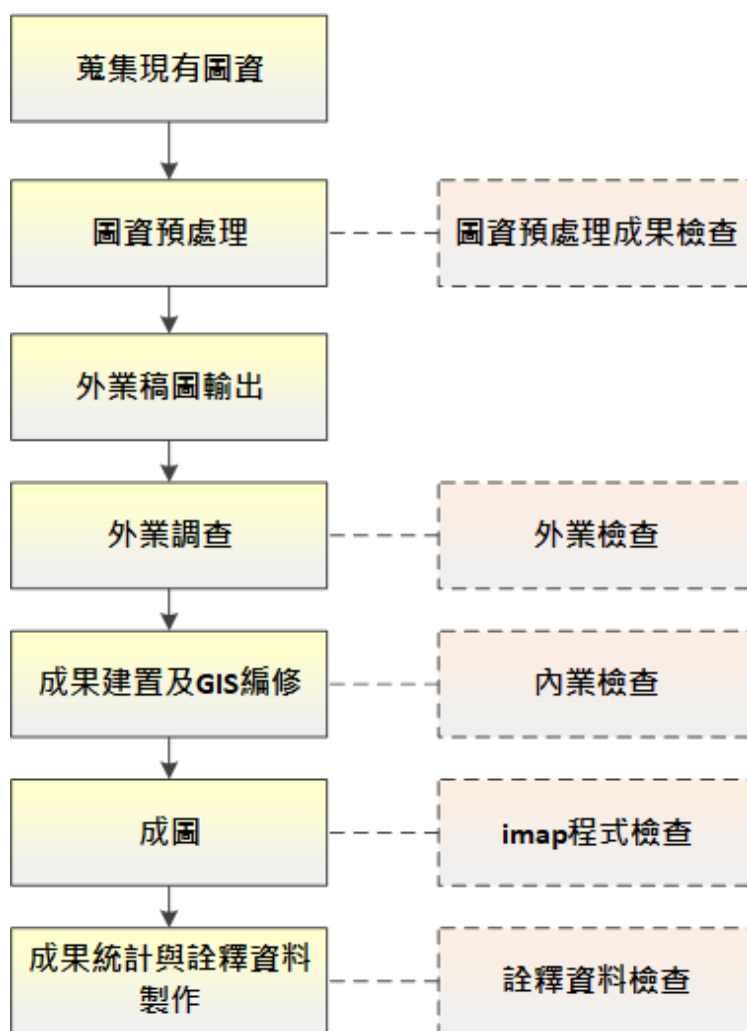 蒐集現有圖資
圖資預處理
圖資預處理成果檢查
外業稿圖輸出
外業調查
外業檢查
成果建置及GIS編修
內業檢查
成圖
imap程式檢查
成果統計與詮釋資料
製作
詮釋資料檢查